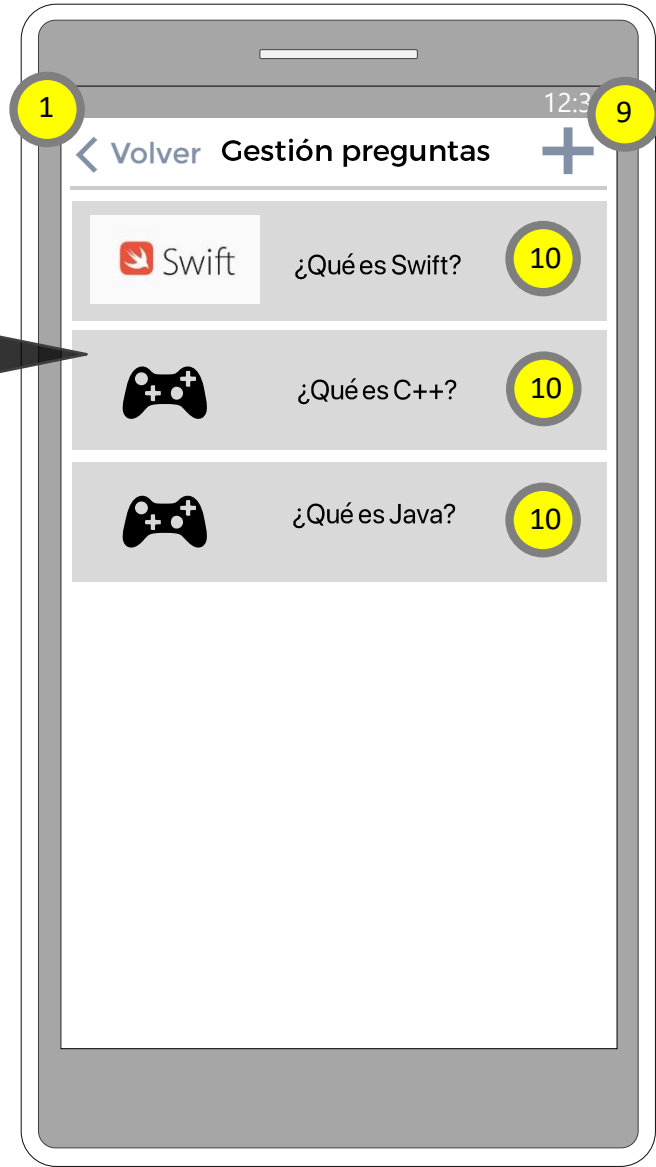 12:3
1
9
Volver Gestión preguntas
Swift ¿Qué es Swift? 10
¿Qué es C++? 10
¿Qué es Java? 10